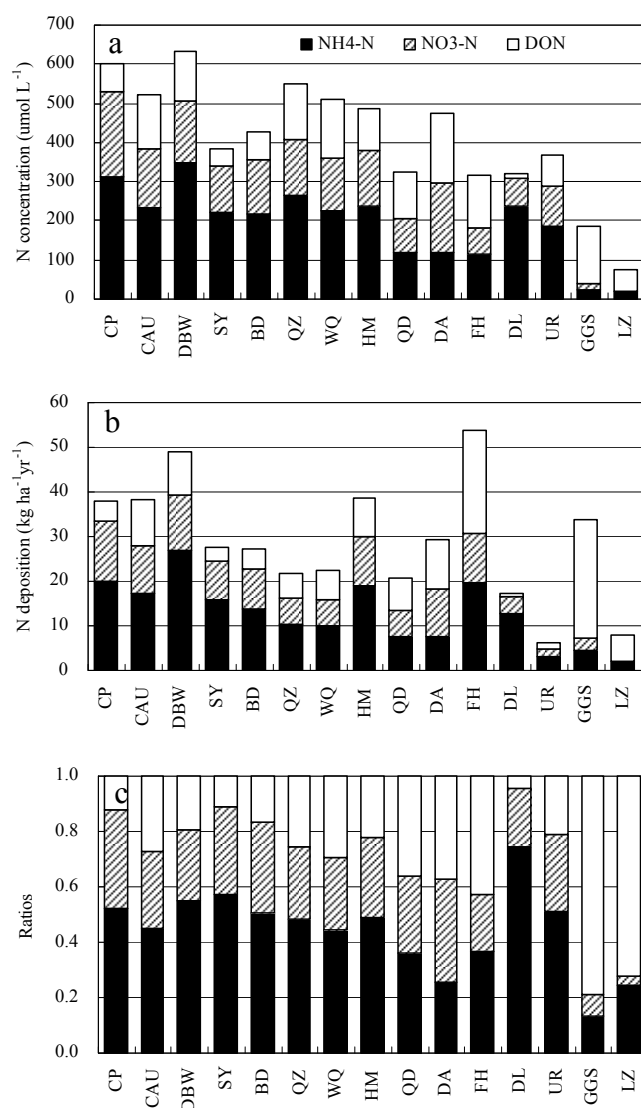 a
NH4-N NO3-N DON
N concentration (umol L-1)
700
600
500
400
300
200
100
0
CP CAU DBW SY BD QZ WQ HM QD DA FH DL UR GGS LZ
b
N deposition (kg ha-1yr-1)
60
50
40
30
20
10
0
CP CAU DBW SY BD QZ WQ HM QD DA FH DL UR GGS LZ
c
Ratios
1.0
0.8
0.6
0.4
0.2
0.0
CP CAU DBW SY BD QZ WQ HM QD DA FH DL UR GGS LZ